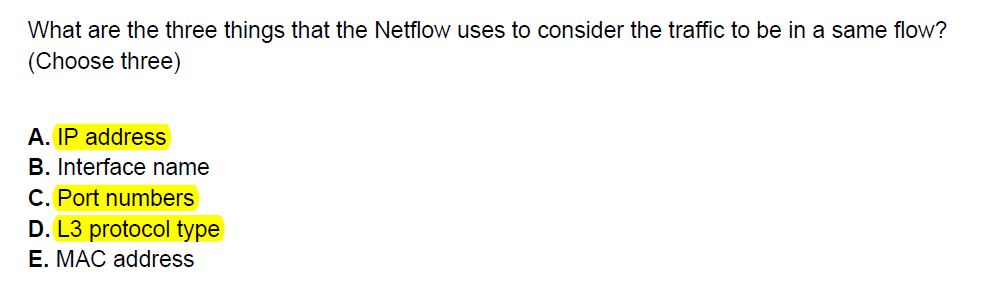 What are the three things that the Netflow uses to consider the traffic to be in a same flow?
(Choose three)
A. IP address
B. Interface name
C. Port numbers
D. L3 protocol type
E. MAC address